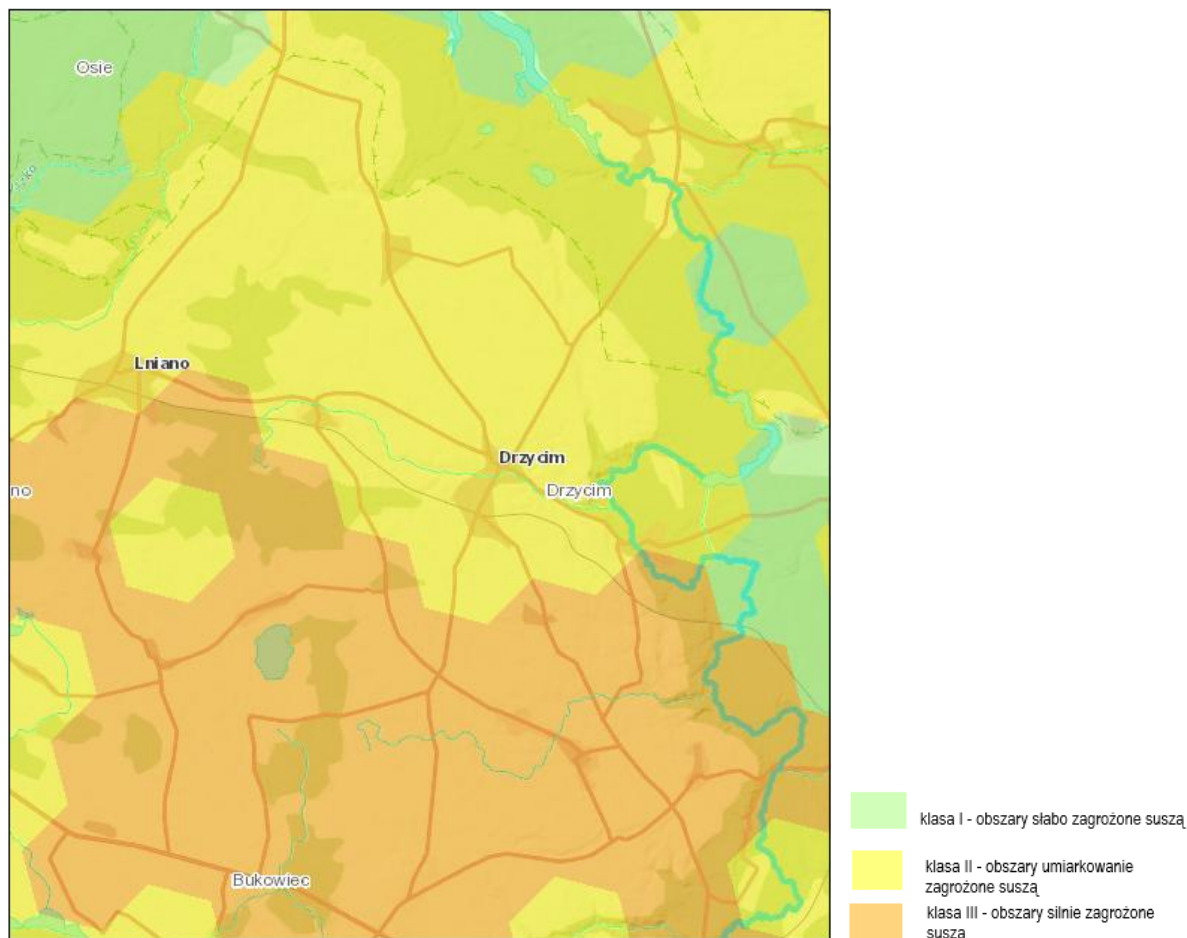 Osie
szko
Lniano
Drzycim
no
Drzycim
Bukowiec
klasa I - obszary słabo zagrożone suszą
klasa II - obszary umiarkowanie
zagrożone suszą
klasa III - obszary silnie zagrożone
suszą